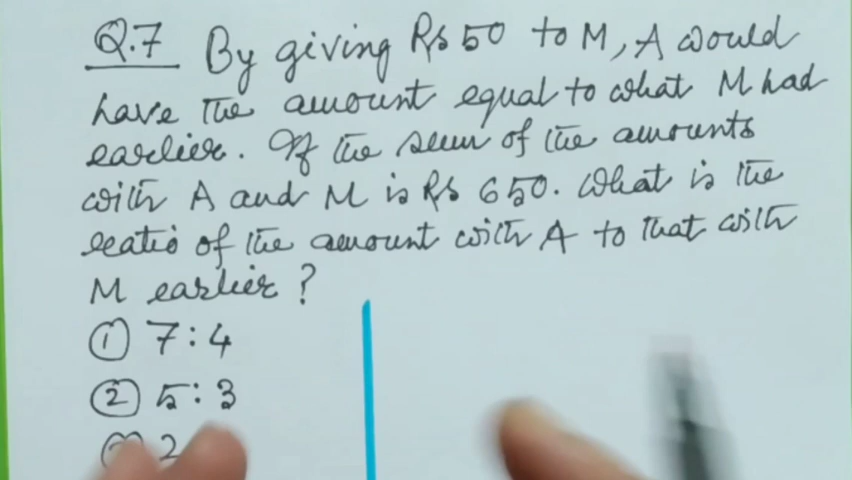 Q.7 By giving Rs 50 to M, A would
have the amount equal to what M had
earlier. If the sum of the amounts
with A and M is Rs 650. What is the
ratio of the amount with A to that with
M earlier?
① 7:4
② 5:3
2